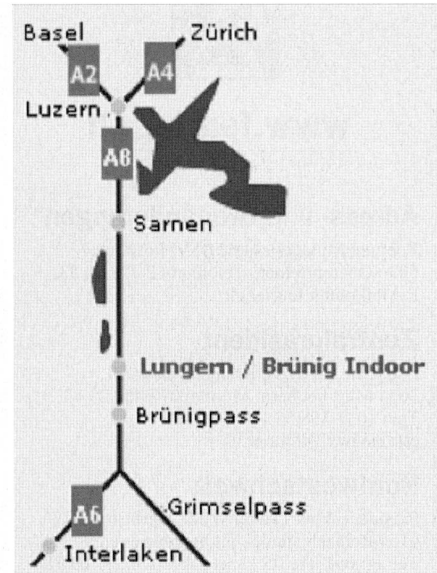 Basel
Zürich
A2
A4
Luzern
A8
Sarnen
Lungern / Brünig Indoor
Brünigpass
A6
Grimselpass
Interlaken